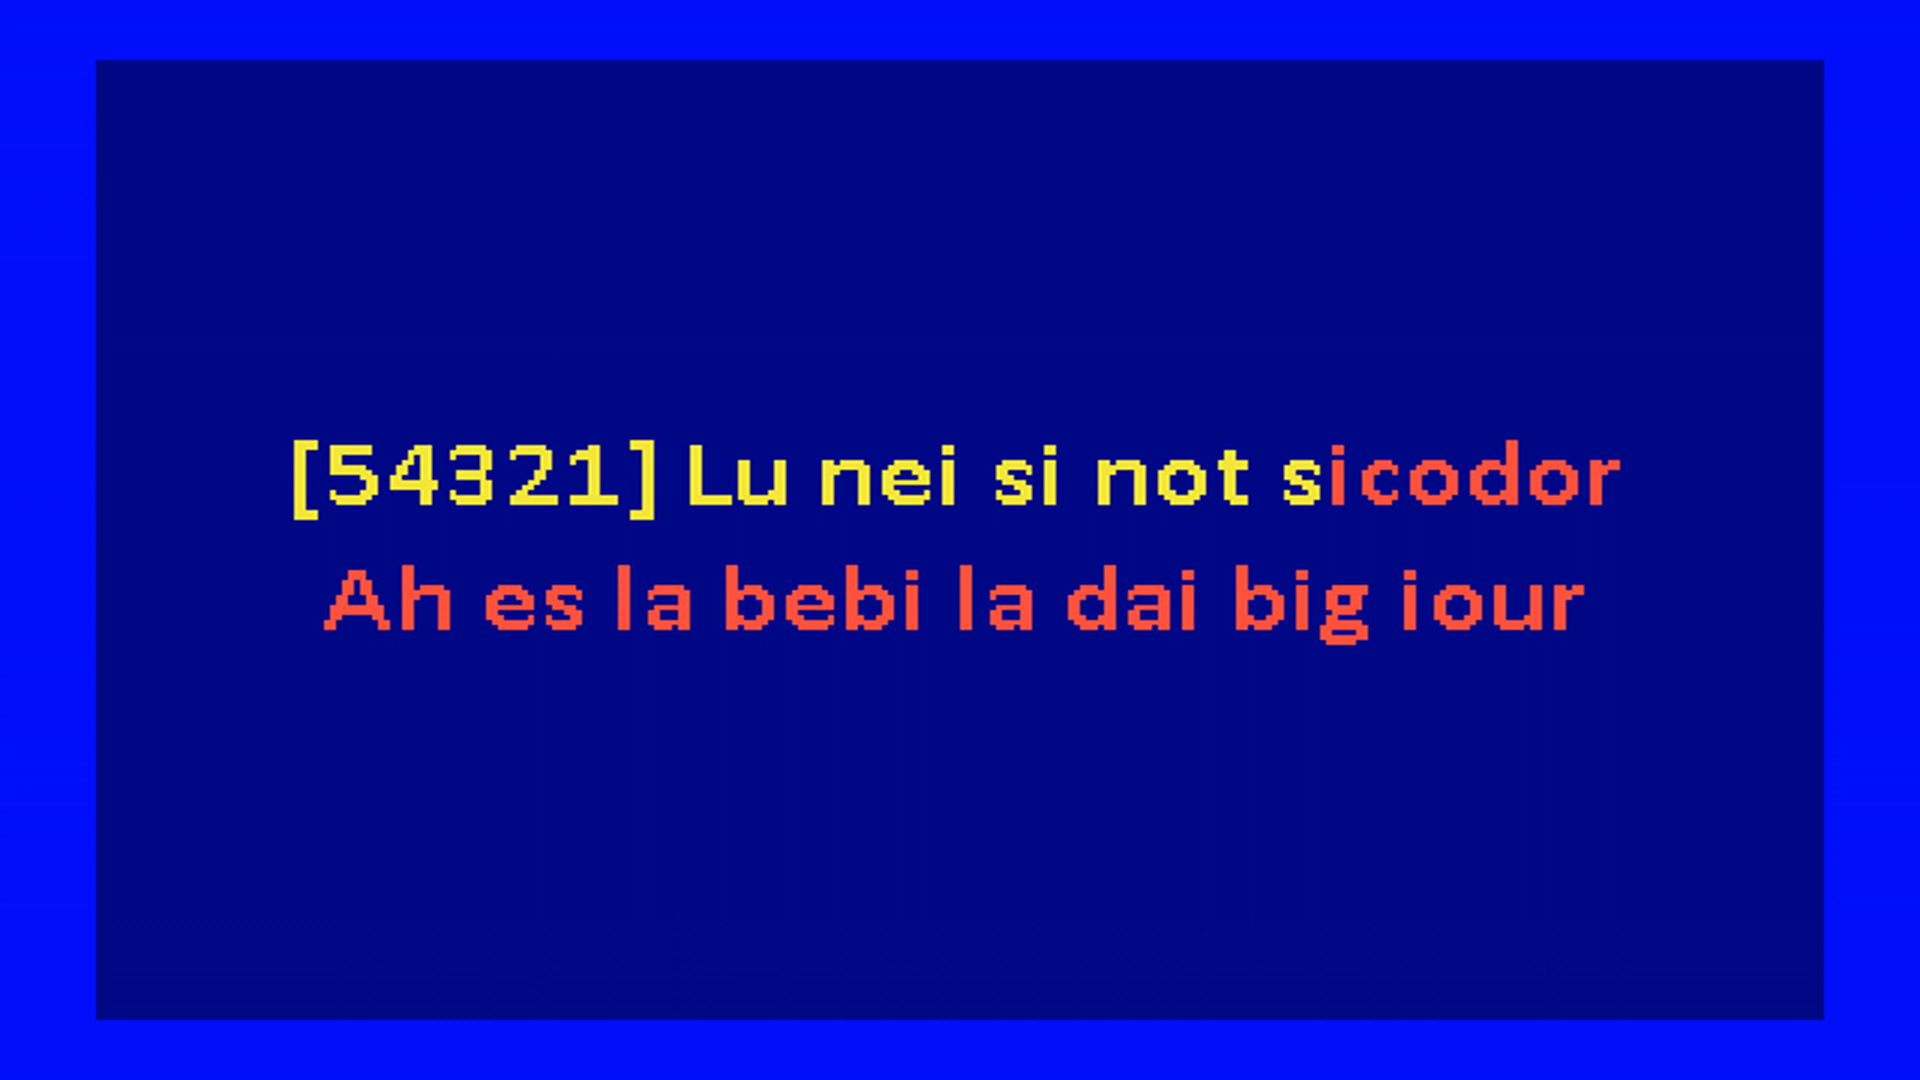 [54321] Lu nei si not sicodor
Ah es la bebi la dai big iour